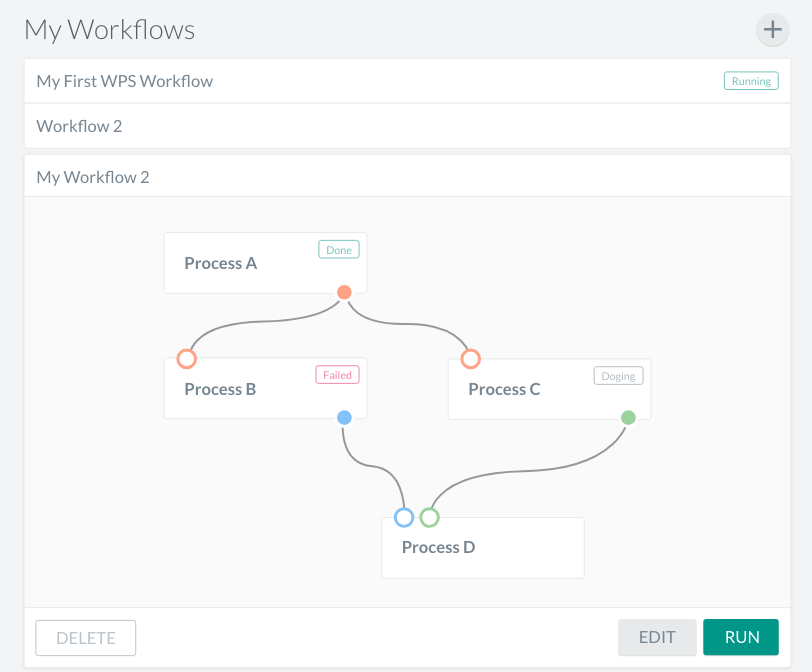 My Workflows
My First WPS Workflow Running
Workflow 2
My Workflow 2
Process A Done
Process B Failed
Process C Doging
Process D
DELETE EDIT RUN